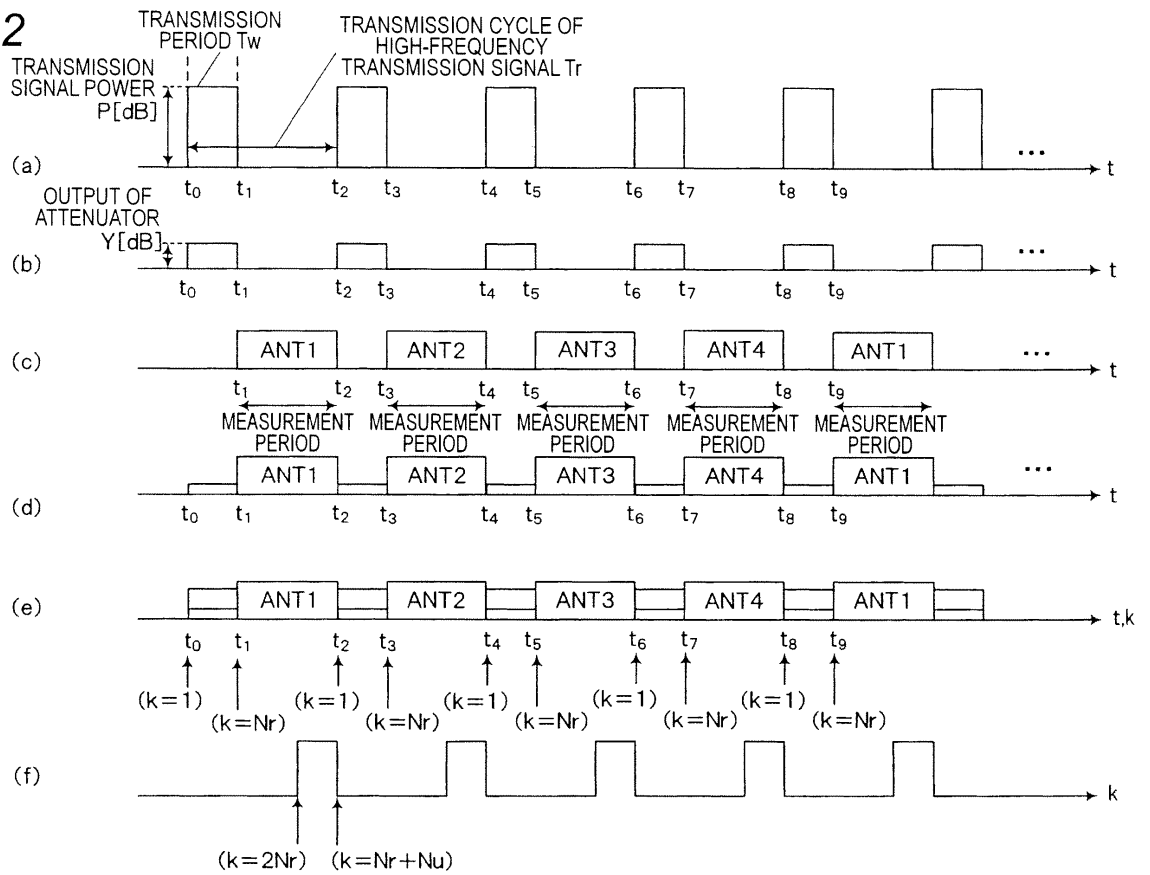 2
TRANSMISSION
PERIOD Tw
TRANSMISSION CYCLE OF
HIGH-FREQUENCY
TRANSMISSION SIGNAL Tr
TRANSMISSION
SIGNAL POWER
P[dB]
(a)
t0 t1 t2 t3 t4 t5 t6 t7 t8 t9 ... t
OUTPUT OF
ATTENUATOR
Y[dB]
(b)
t0 t1 t2 t3 t4 t5 t6 t7 t8 t9 ... t
(c)
ANT1 ANT2 ANT3 ANT4 ANT1 ... t
t1 t2 t3 t4 t5 t6 t7 t8 t9
MEASUREMENT PERIOD MEASUREMENT PERIOD MEASUREMENT PERIOD MEASUREMENT PERIOD MEASUREMENT PERIOD
(d)
ANT1 ANT2 ANT3 ANT4 ANT1 ... t
t0 t1 t2 t3 t4 t5 t6 t7 t8 t9
(e)
ANT1 ANT2 ANT3 ANT4 ANT1 t,k
t0 t1 t2 t3 t4 t5 t6 t7 t8 t9
(k=1) (k=1) (k=1) (k=1) (k=1)
(k=Nr) (k=Nr) (k=Nr) (k=Nr) (k=Nr)
(f)
k
(k=2Nr) (k=Nr+Nu)